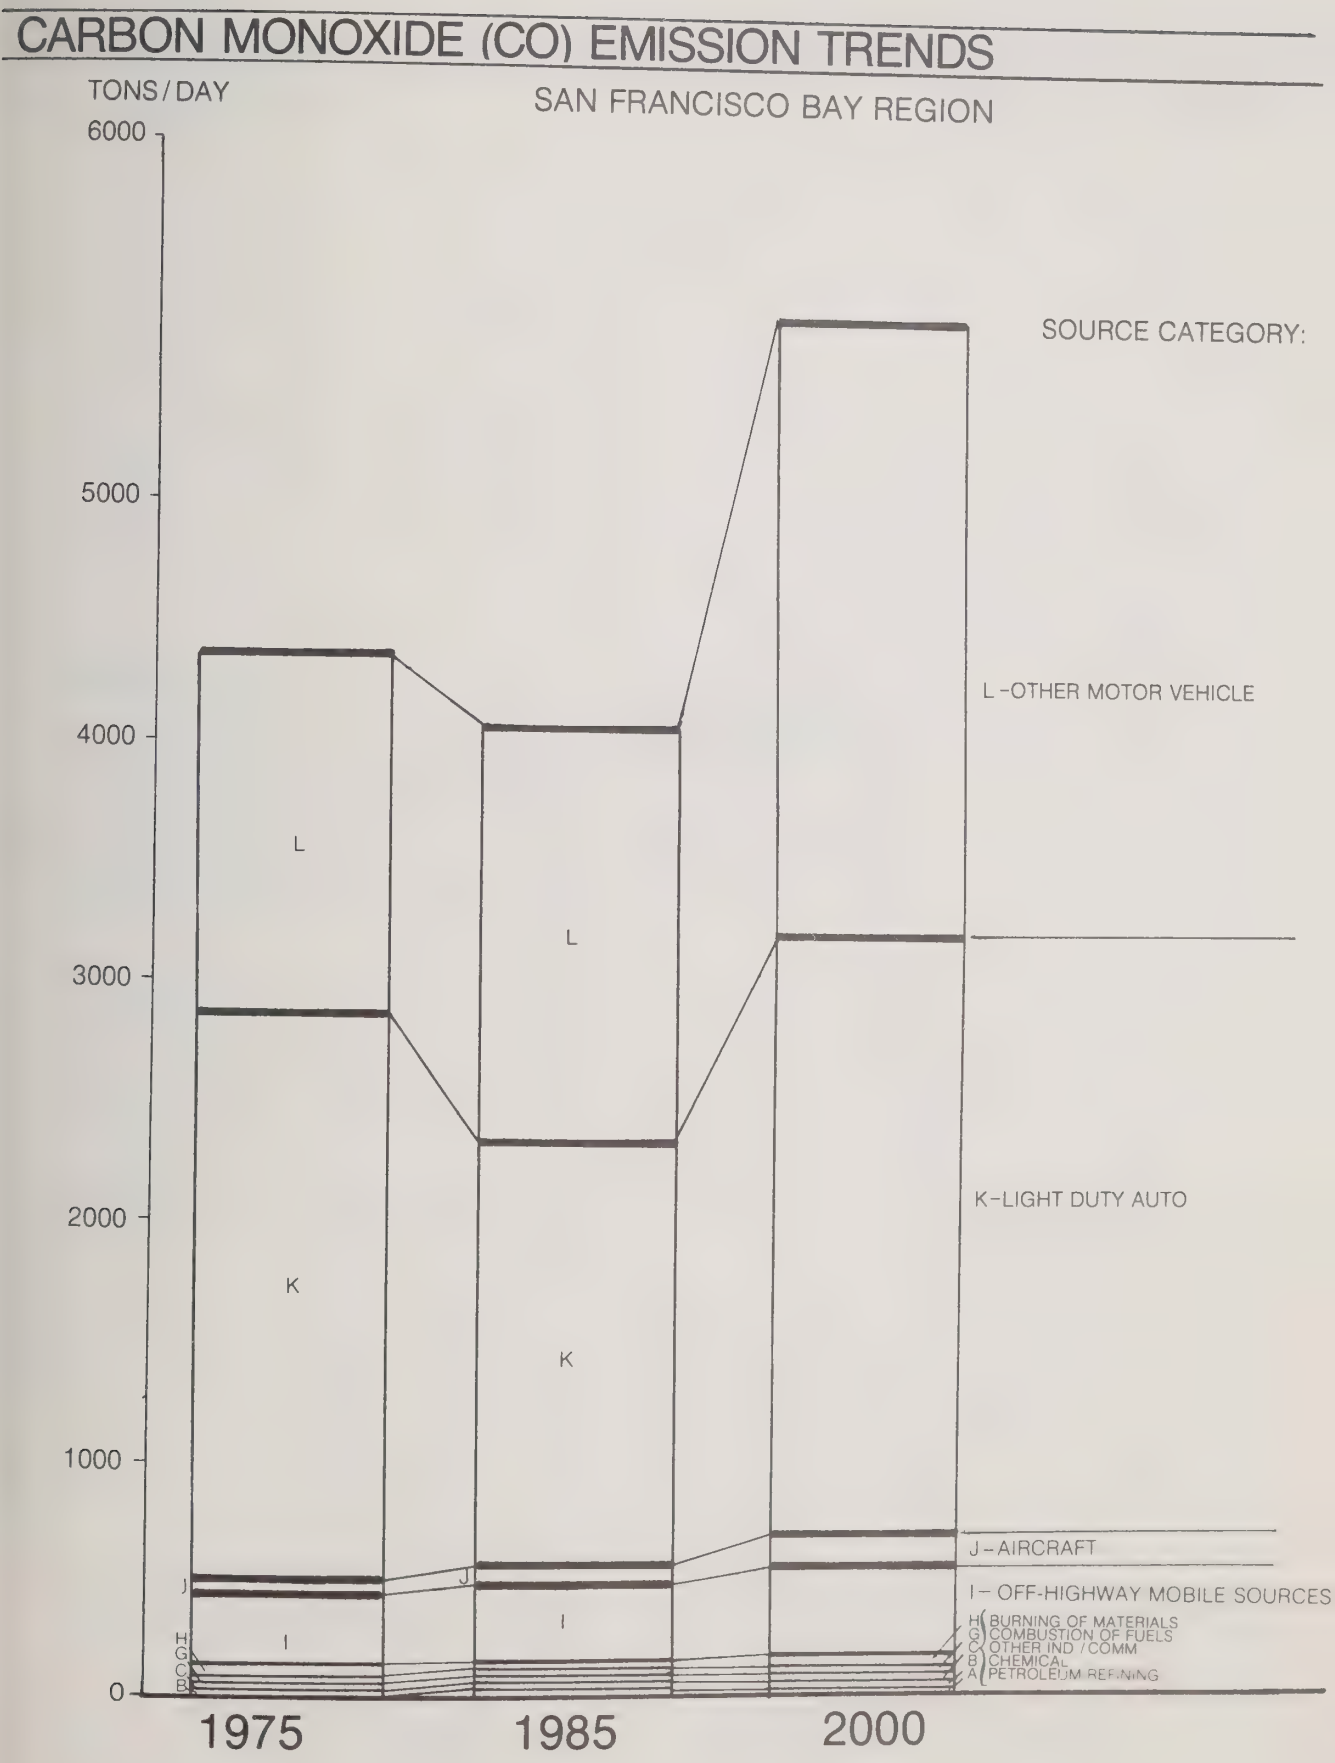 CARBON MONOXIDE (CO) EMISSION TRENDS
TONS/DAY
SAN FRANCISCO BAY REGION
6000
SOURCE CATEGORY:
5000
L-OTHER MOTOR VEHICLE
4000
L
L
3000
K-LIGHT DUTY AUTO
2000
K
K
1000
J-AIRCRAFT
J
J
I- OFF-HIGHWAY MOBILE SOURCES
I
I
H BURNING OF MATERIALS
G COMBUSTION OF FUELS
C OTHER IND/COMM
B CHEMICAL
A PETROLEUM REFINING
H
G
C
B
0
1975
1985
2000